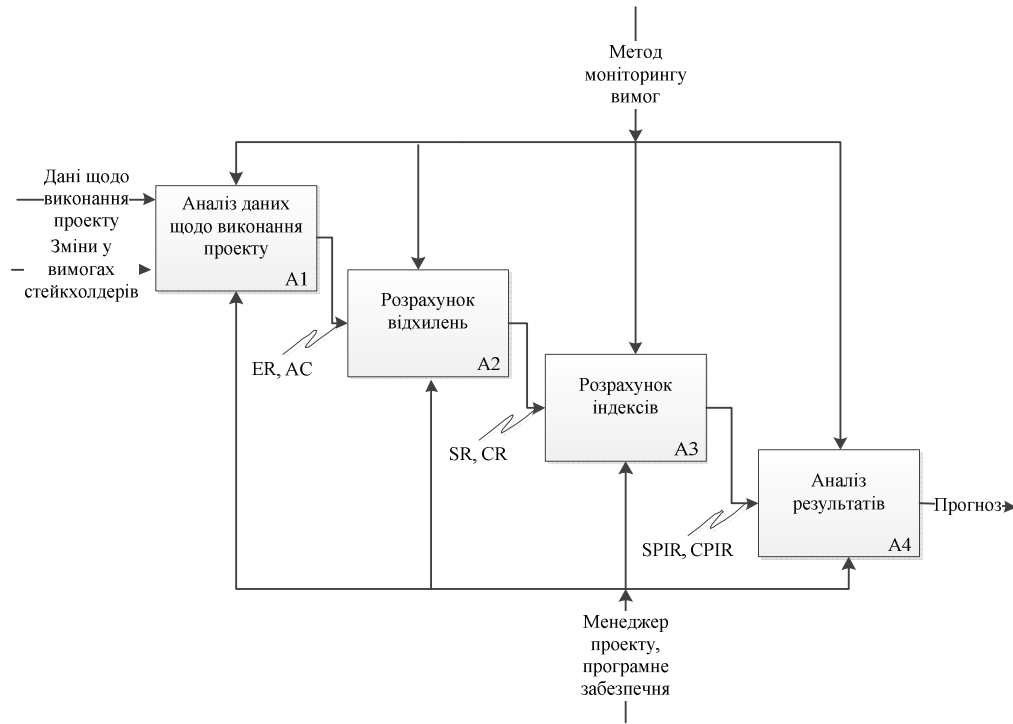 Метод
моніторингу
вимог
Дані щодо
виконання
проекту
Зміни у
вимогах
стейкхолдерів
Аналіз даних
щодо виконання
проекту
A1
ER, AC
Розрахунок
відхилень
A2
SR, CR
Розрахунок
індексів
A3
SPIR, CPIR
Аналіз
результатів
A4
Прогноз
Менеджер
проекту,
програмне
забезпечня